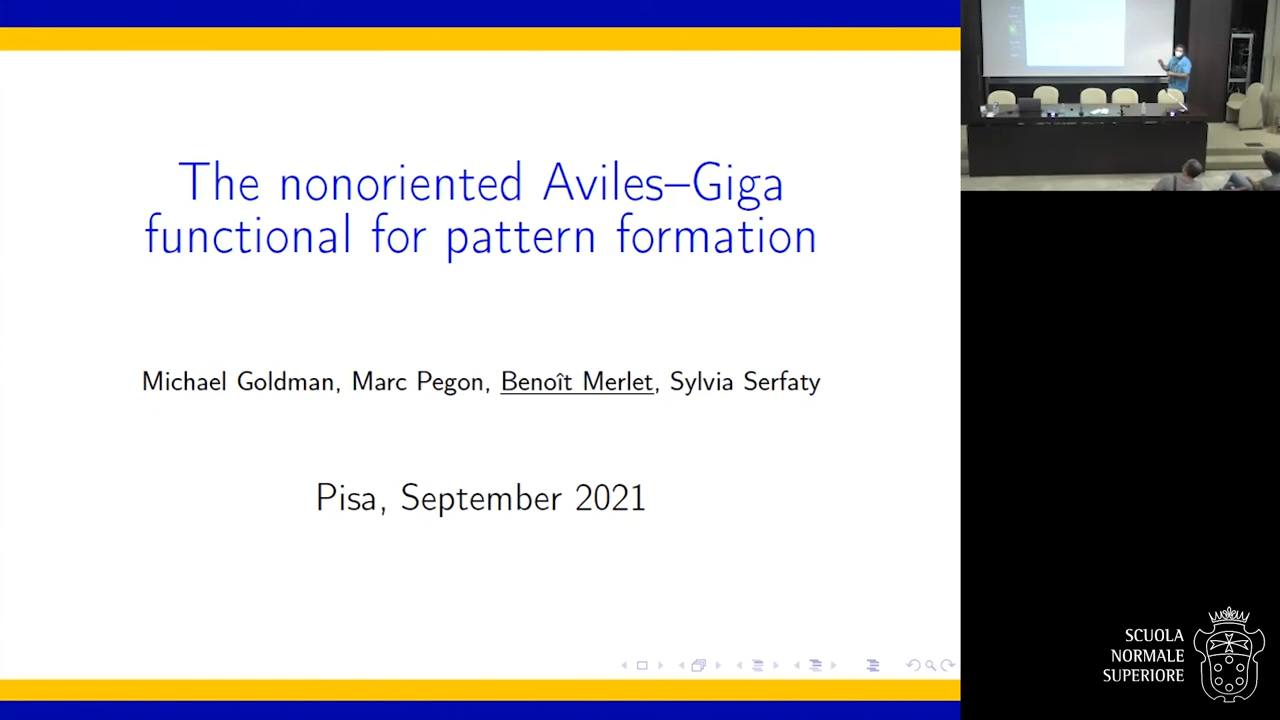 The nonoriented Aviles–Giga
functional for pattern formation
Michael Goldman, Marc Pegon, Benoît Merlet, Sylvia Serfaty
Pisa, September 2021
SCUOLA
NORMALE
SUPERIORE